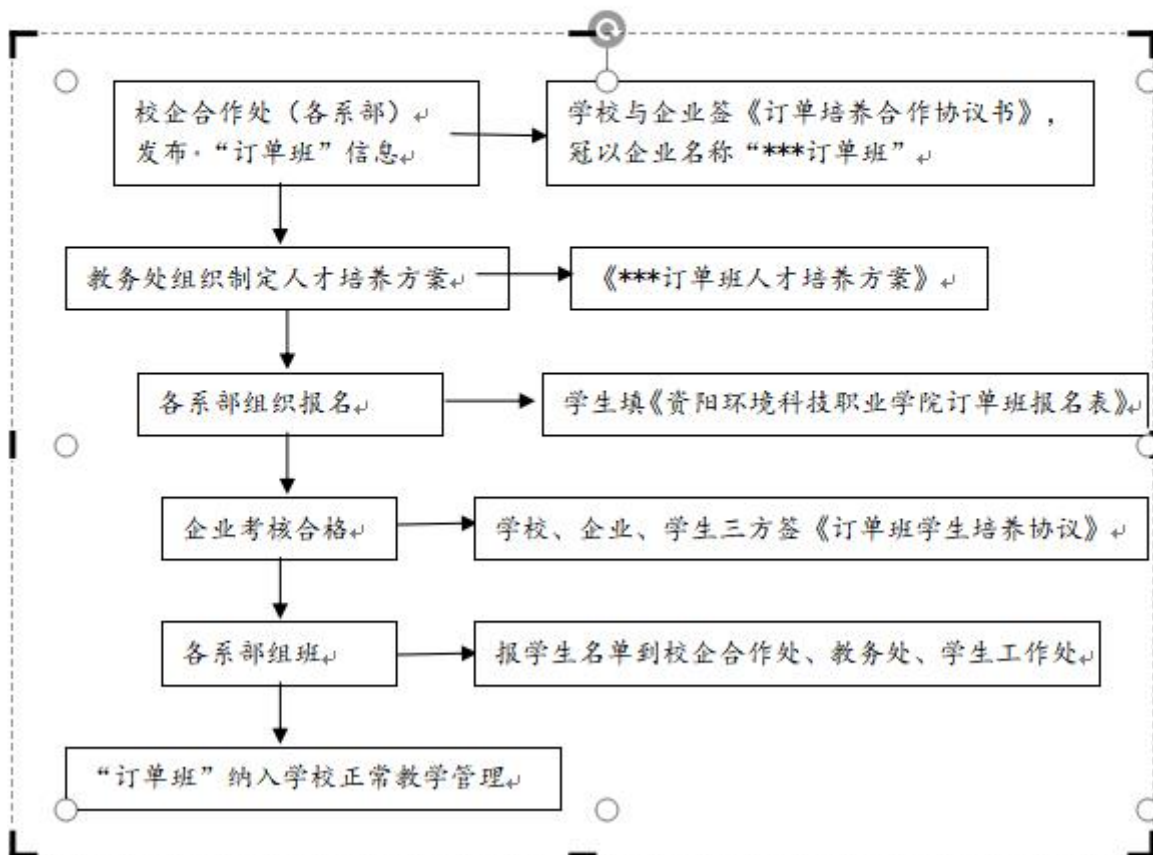 校企合作处（各系部）
发布“订单班”信息
学校与企业签《订单培养合作协议书》，
冠以企业名称“***订单班”
教务处组织制定人才培养方案
《***订单班人才培养方案》
各系部组织报名
学生填《资阳环境科技职业学院订单班报名表》
企业考核合格
学校、企业、学生三方签《订单班学生培养协议》
各系部组班
报学生名单到校企合作处、教务处、学生工作处
“订单班”纳入学校正常教学管理